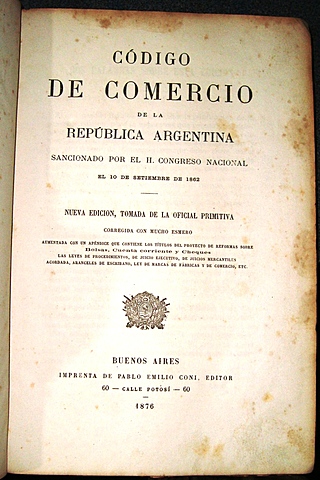 CÓDIGO
DE COMERCIO
DE LA
REPÚBLICA ARGENTINA
SANCIONADO POR EL H. CONGRESO NACIONAL
EL 10 DE SETIEMBRE DE 1862
NUEVA EDICION, TOMADA DE LA OFICIAL PRIMITIVA
CORREGIDA CON MUCHO ESMERO
AUMENTADA CON UN APÉNDICE QUE CONTIENE LOS TÍTULOS DEL PROYECTO DE REFORMAS SOBRE
Bolsas, Cuenta corriente y Cheques
LAS LEYES DE PROCEDIMIENTOS, DE JUICIO EJECUTIVO, DE JUICIOS MERCANTILES
ACORDADA, ARANCELES DE ESCRIBANO, LEY DE MARCAS DE FÁBRICAS Y DE COMERCIO, ETC.
BUENOS AIRES
IMPRENTA DE PABLO EMILIO CONI, EDITOR
60 — CALLE POTOSÍ — 60
1876